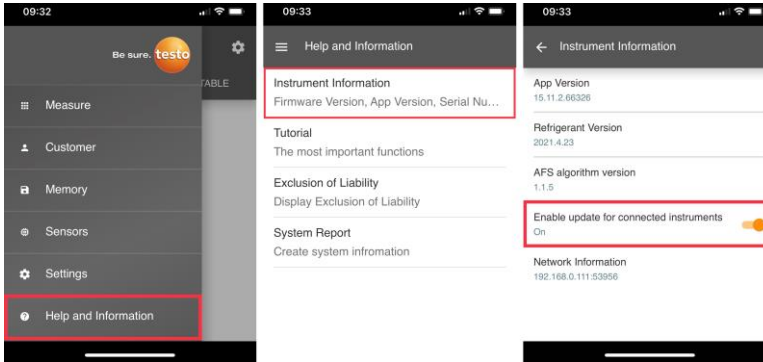 09:32
Be sure. testo
TABLE
Measure
Customer
Memory
Sensors
Settings
Help and Information
09:33
Help and Information
Instrument Information
Firmware Version, App Version, Serial Nu...
Tutorial
The most important functions
Exclusion of Liability
Display Exclusion of Liability
System Report
Create system infromation
09:33
Instrument Information
App Version
15.11.2.66326
Refrigerant Version
2021.4.23
AFS algorithm version
1.1.5
Enable update for connected instruments
On
Network Information
192.168.0.111:53956